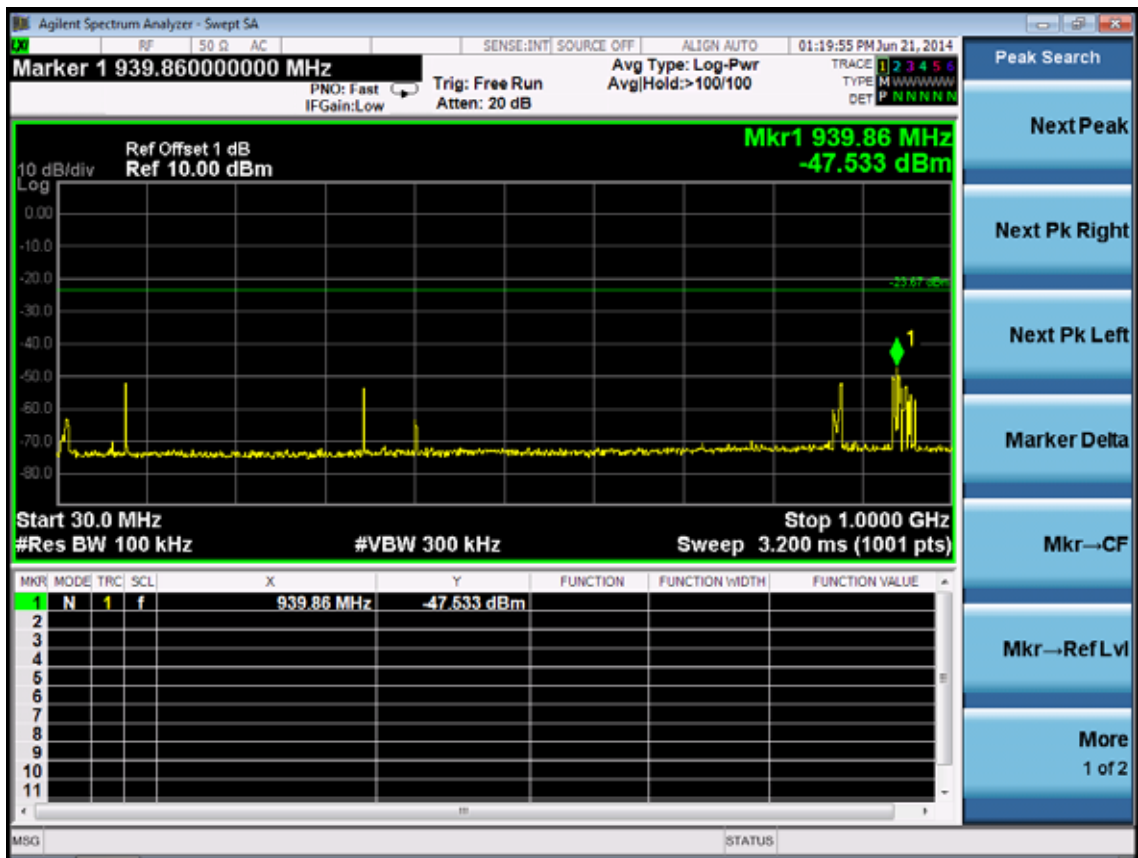 Agilent Spectrum Analyzer - Swept SA
LXI RF 50 Ω AC SENSE:INT SOURCE OFF ALIGN AUTO 01:19:55 PM Jun 21, 2014
Marker 1 939.860000000 MHz
PNO: Fast
IFGain:Low
Trig: Free Run
Atten: 20 dB
Avg Type: Log-Pwr
Avg|Hold:>100/100
TRACE 1 2 3 4 5 6
TYPE M WWWWW
DET P N N N N N
Peak Search
Next Peak
Next Pk Right
Next Pk Left
Marker Delta
Mkr→CF
Mkr→Ref Lvl
More
1 of 2
Mkr1 939.86 MHz
-47.533 dBm
Ref Offset 1 dB
10 dB/div Ref 10.00 dBm
Log
0.00
-10.0
-20.0
-23.67 dBm
-30.0
-40.0
1
-50.0
-60.0
-70.0
-80.0
Start 30.0 MHz Stop 1.0000 GHz
#Res BW 100 kHz #VBW 300 kHz Sweep 3.200 ms (1001 pts)
MKR MODE TRC SCL X Y FUNCTION FUNCTION WIDTH FUNCTION VALUE
1 N 1 f 939.86 MHz -47.533 dBm
2
3
4
5
6
7
8
9
10
11
MSG STATUS